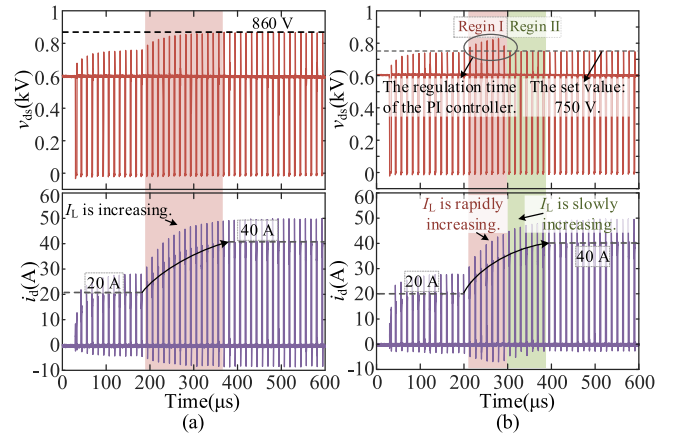 1
860 V
0.8
0.6
0.4
0.2
0
v_ds(kV)
1
Regin I
Regin II
0.8
0.6
The regulation time
of the PI controller.
The set value:
750 V.
0.4
0.2
0
v_ds(kV)
60
50
40
30
20
10
0
-10
i_d(A)
I_L is increasing.
40 A
20 A
0 100 200 300 400 500 600
Time(μs)
(a)
60
50
40
30
20
10
0
-10
i_d(A)
I_L is rapidly
increasing.
I_L is slowly
increasing.
20 A
40 A
0 100 200 300 400 500 600
Time(μs)
(b)